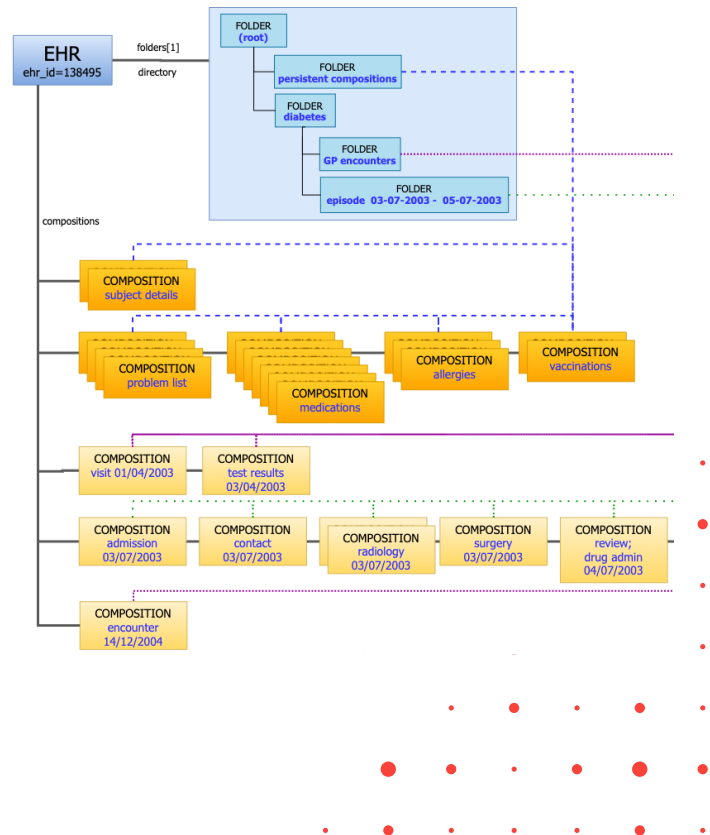 EHR
ehr_id=138495
folders[1]
directory
FOLDER
(root)
FOLDER
persistent compositions
FOLDER
diabetes
FOLDER
GP encounters
FOLDER
episode 03-07-2003 - 05-07-2003
compositions
COMPOSITION
subject details
COMPOSITION
problem list
COMPOSITION
medications
COMPOSITION
allergies
COMPOSITION
vaccinations
COMPOSITION
visit 01/04/2003
COMPOSITION
test results
03/04/2003
COMPOSITION
admission
03/07/2003
COMPOSITION
contact
03/07/2003
COMPOSITION
radiology
03/07/2003
COMPOSITION
surgery
03/07/2003
COMPOSITION
review;
drug admin
04/07/2003
COMPOSITION
encounter
14/12/2004